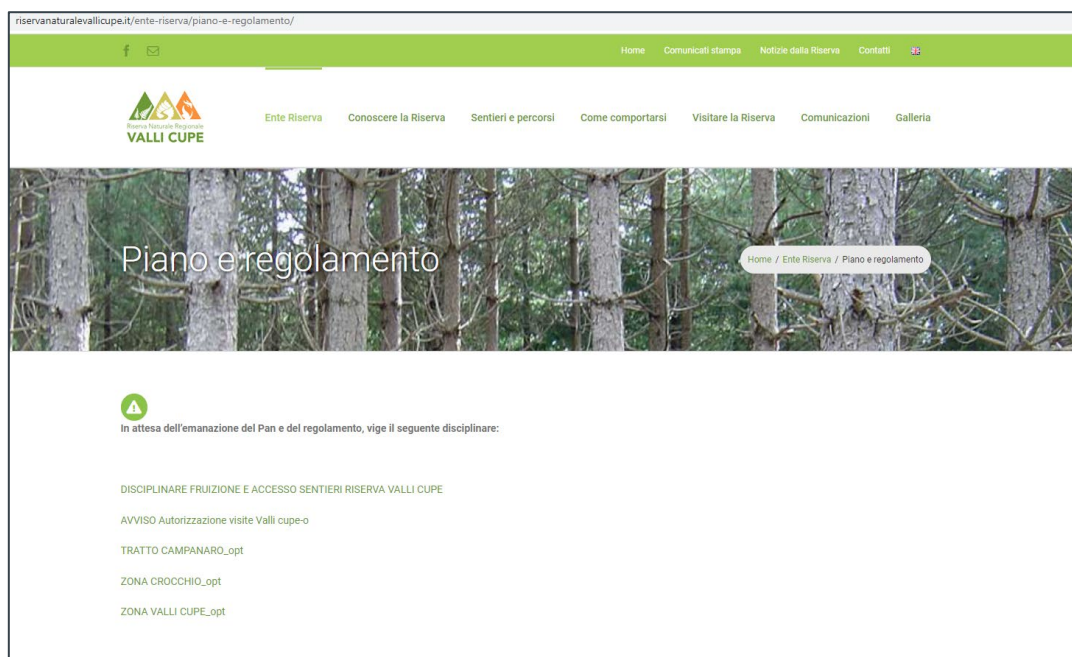 riservanaturalevallicupe.it/ente-riserva/piano-e-regolamento/
Home Comunicati stampa Notizie dalla Riserva Contatti
Riserva Naturale Regionale
VALLI CUPE
Ente Riserva Conoscere la Riserva Sentieri e percorsi Come comportarsi Visitare la Riserva Comunicazioni Galleria
Piano e regolamento
Home / Ente Riserva / Piano e regolamento
In attesa dell'emanazione del Pan e del regolamento, vige il seguente disciplinare:
DISCIPLINARE FRUIZIONE E ACCESSO SENTIERI RISERVA VALLI CUPE
AVVISO Autorizzazione visite Valli cupe-o
TRATTO CAMPANARO_opt
ZONA CROCCHIO_opt
ZONA VALLI CUPE_opt